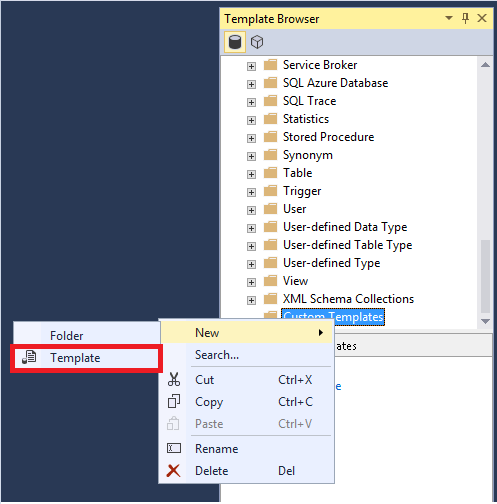 Template Browser
Service Broker
SQL Azure Database
SQL Trace
Statistics
Stored Procedure
Synonym
Table
Trigger
User
User-defined Data Type
User-defined Table Type
User-defined Type
View
XML Schema Collections
Custom Templates
Folder
Template
New
Search...
Cut Ctrl+X
Copy Ctrl+C
Paste Ctrl+V
Rename
Delete Del